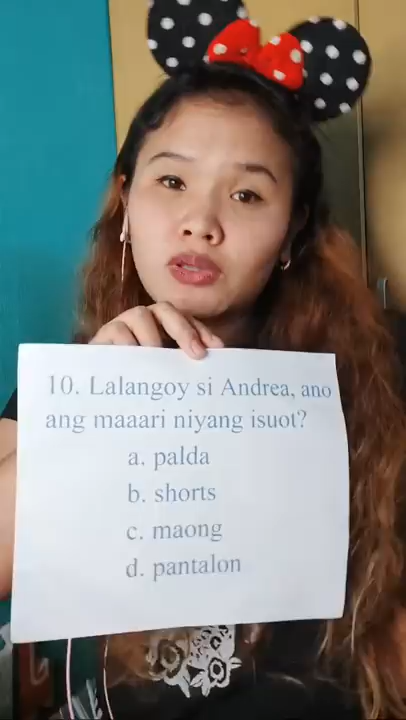 10. Lalangoy si Andrea, ano
ang maaari niyang isuot?
a. palda
b. shorts
c. maong
d. pantalon